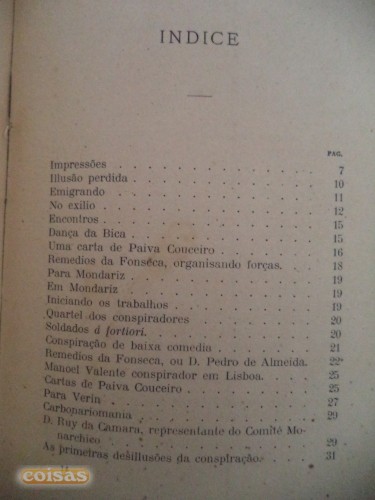 INDICE
PAG.
Impressões . . . . . . . . . . 7
Illusão perdida . . . . . . . . . . 10
Emigrando . . . . . . . . . . 11
No exilio . . . . . . . . . . 12
Encontros . . . . . . . . . . 15
Dança da Bica . . . . . . . . . . 15
Uma carta de Paiva Couceiro . . . . . . . 16
Remedios da Fonseca, organisando forças. . . . 18
Para Mondariz . . . . . . . . . . 19
Em Mondariz . . . . . . . . . . 19
Iniciando os trabalhos . . . . . . . . 19
Quartel dos conspiradores . . . . . . . 20
Soldados á fortiori. . . . . . . . . 20
Conspiração de baixa comedia . . . . . . 21
Remedios da Fonseca, ou D. Pedro de Almeida. . . 22
Manoel Valente conspirador em Lisboa. . . . . 25
Cartas de Paiva Couceiro . . . . . . . 25
Para Verin . . . . . . . . . . 27
Carbonariomania . . . . . . . . . 29
D. Ruy da Camara, representante do Comité Mo-
narchico . . . . . . . . . . 29
As primeiras desillusões da conspiração. . . . . 31
coisas